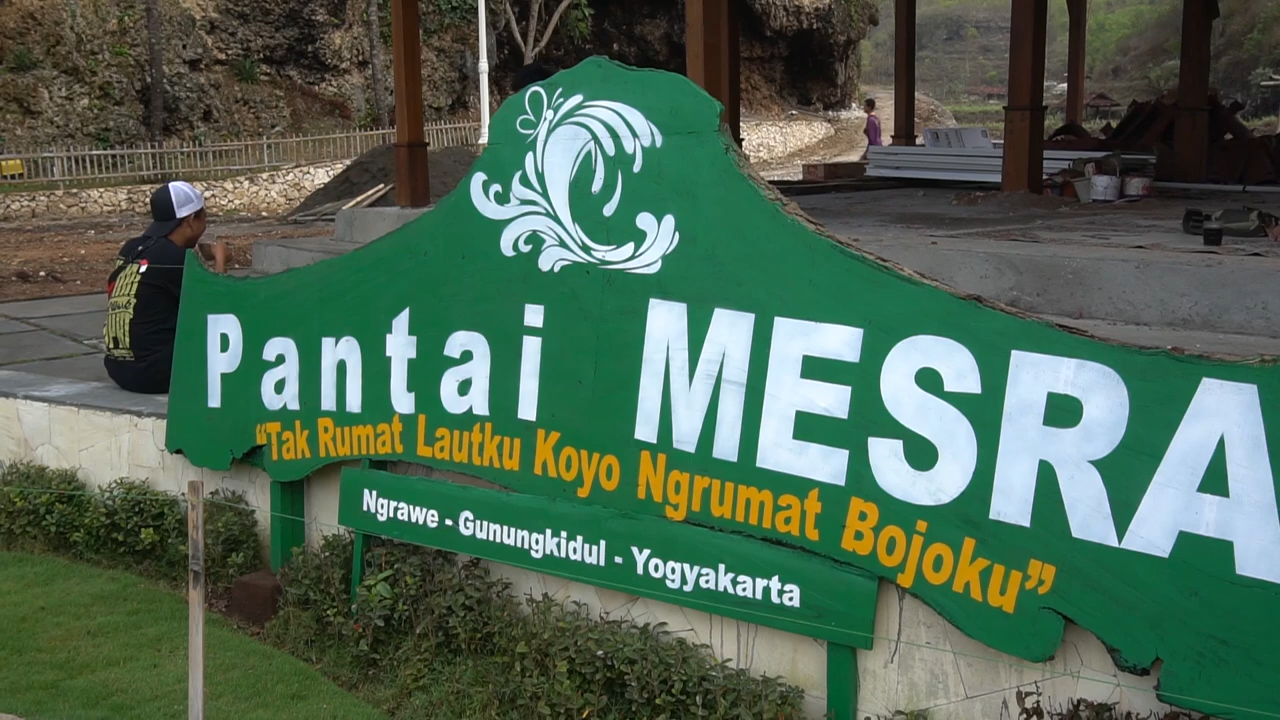 Pantai MESRA
"Tak Rumat Lautku Koyo Ngrumat Bojoku"
Ngrawe - Gunungkidul - Yogyakarta